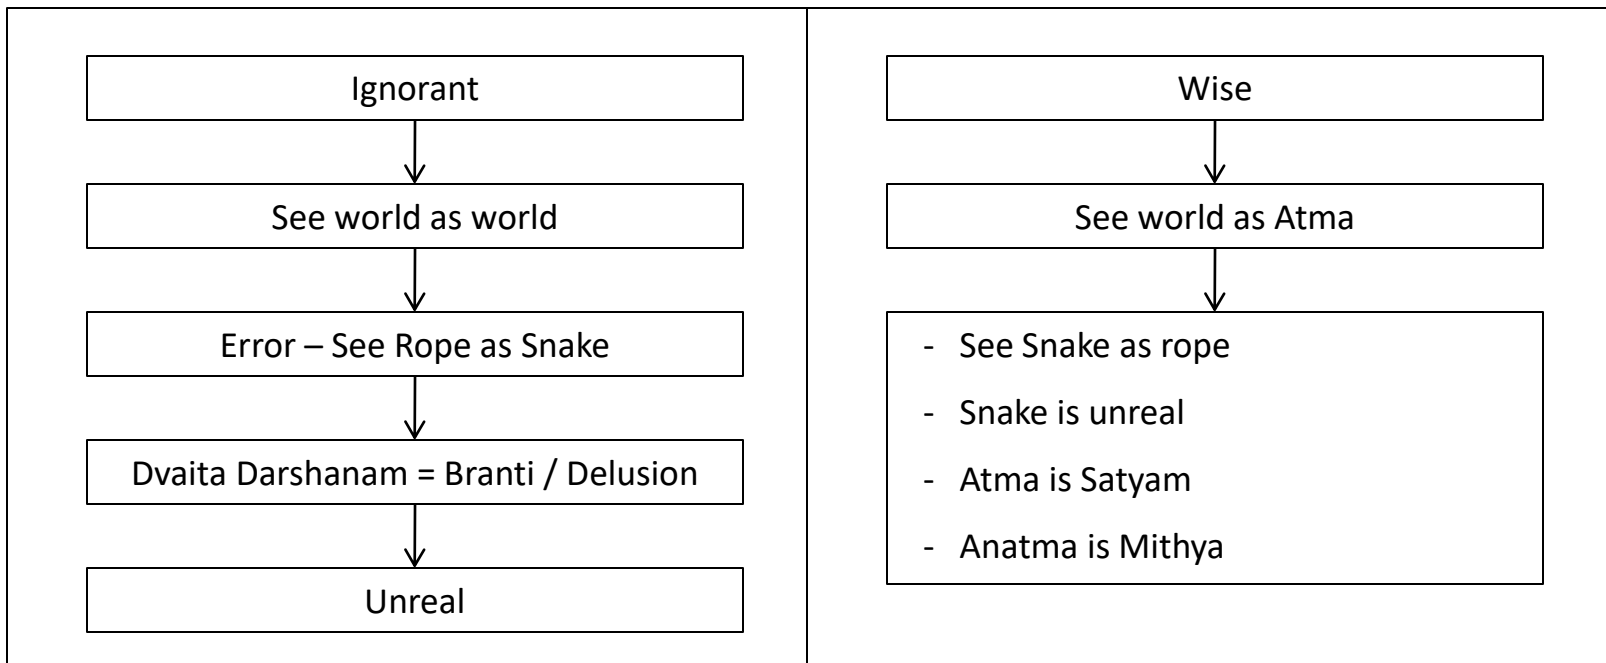 Ignorant
See world as world
Error – See Rope as Snake
Dvaita Darshanam = Branti / Delusion
Unreal
Wise
See world as Atma
- See Snake as rope
- Snake is unreal
- Atma is Satyam
- Anatma is Mithya